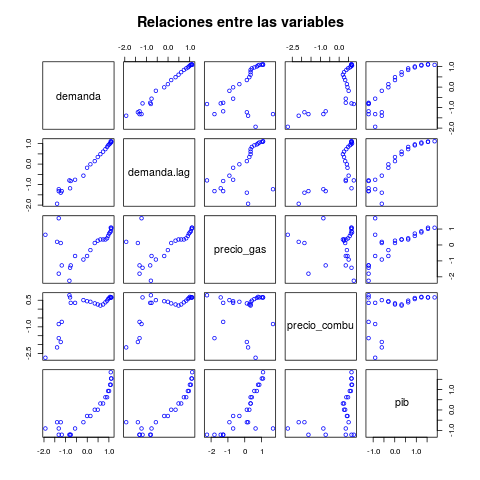 Relaciones entre las variables
-2.0 -1.0 0.0 1.0
-2.5 -1.0 0.0
demanda
-2.0 -1.0 0.0 1.0
-2.0 -1.0 0.0 1.0
demanda.lag
precio_gas
-2 -1 0 1
-2.5 -1.0 0.5
precio_combu
pib
-1.0 0.0 1.0
-2.0 -1.0 0.0 1.0
-2 -1 0 1
-1.0 0.0 1.0